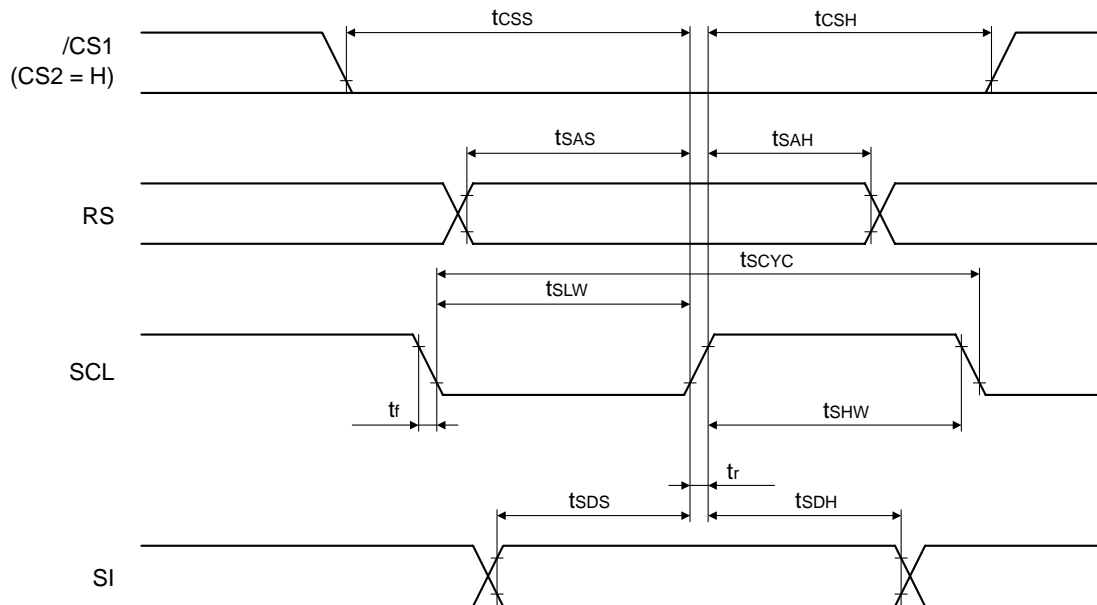 tCSS
tCSH
/CS1
(CS2 = H)
tSAS
tSAH
RS
tSCYC
tSLW
SCL
tf
tSHW
tr
tSDS
tSDH
SI